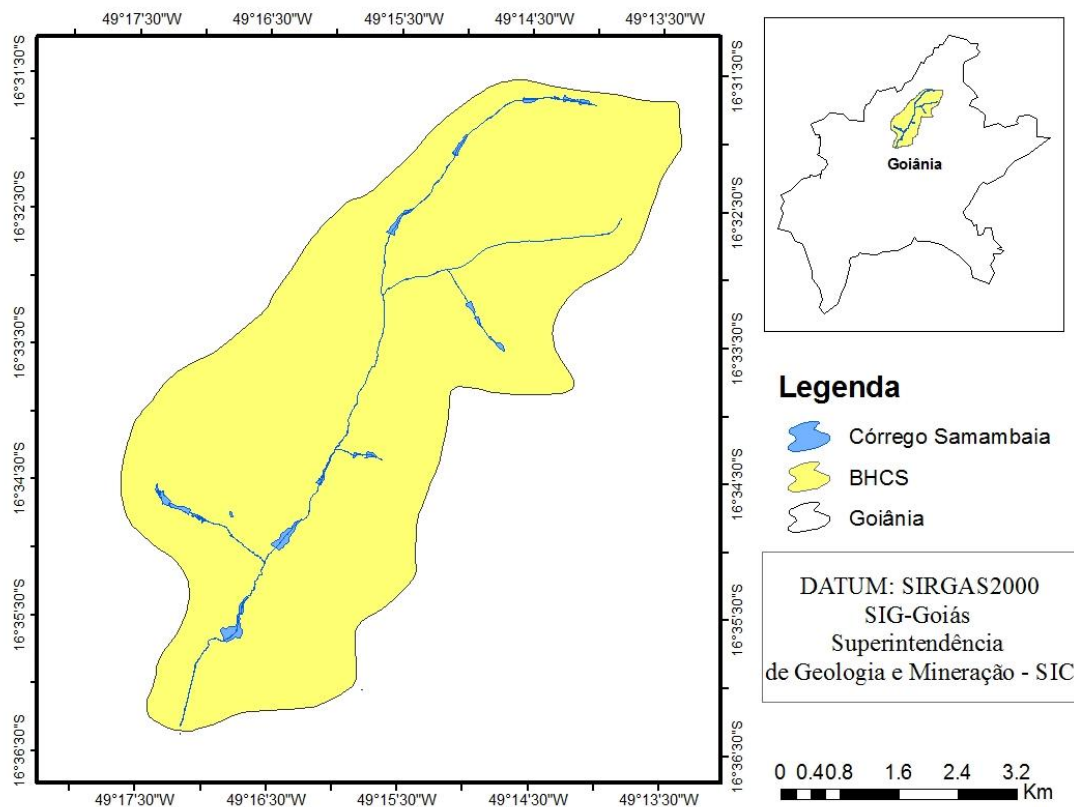 49°17'30"W 49°16'30"W 49°15'30"W 49°14'30"W 49°13'30"W
16°31'30"S
16°32'30"S
16°33'30"S
16°34'30"S
16°35'30"S
16°36'30"S
16°31'30"S
16°32'30"S
16°33'30"S
16°34'30"S
16°35'30"S
16°36'30"S
49°17'30"W 49°16'30"W 49°15'30"W 49°14'30"W 49°13'30"W
Goiânia
Legenda
Córrego Samambaia
BHCS
Goiânia
DATUM: SIRGAS2000
SIG-Goiás
Superintendência
de Geologia e Mineração - SIC
0 0.40.8 1.6 2.4 3.2
Km